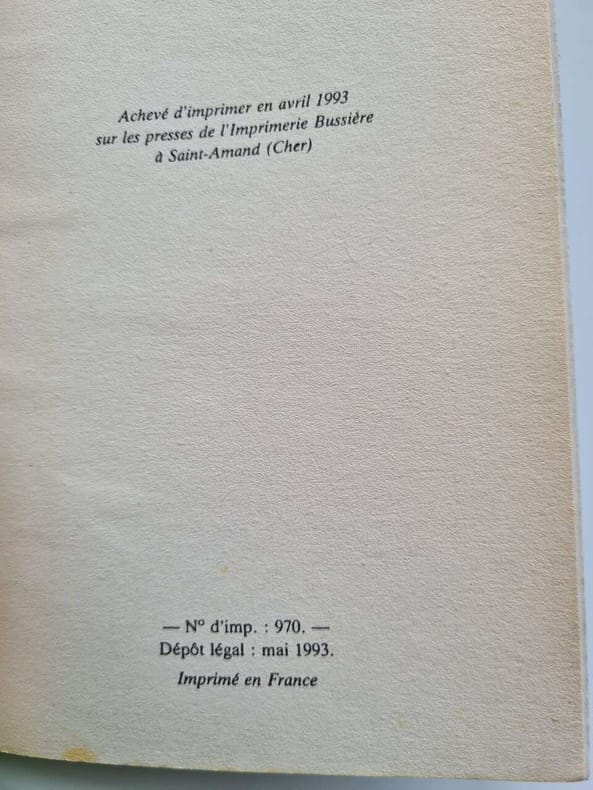 Achevé d'imprimer en avril 1993
sur les presses de l'Imprimerie Bussière
à Saint-Amand (Cher)
— Nº d'imp. : 970. —
Dépôt légal : mai 1993.
Imprimé en France